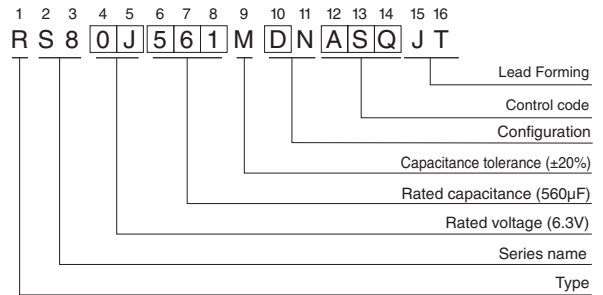 1 2 3 4 5 6 7 8 9 10 11 12 13 14 15 16
R S 8 0 J 5 6 1 M D N A S Q J T
Lead Forming
Control code
Configuration
Capacitance tolerance (±20%)
Rated capacitance (560μF)
Rated voltage (6.3V)
Series name
Type